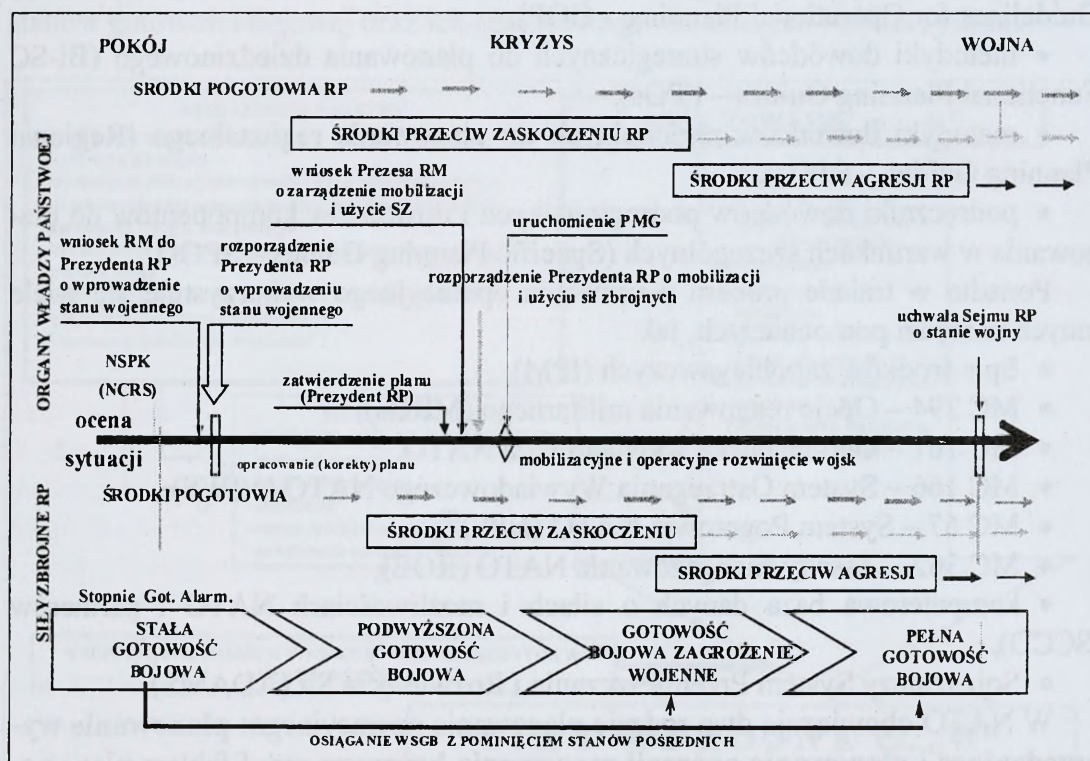 POKÓJ KRYZYS WOJNA
ŚRODKI POGOTOWIA RP
ŚRODKI PRZECIW ZASKOCZENIU RP
ŚRODKI PRZECIW AGRESJI RP
ORGANY WŁADZY PAŃSTWOWEJ
wniosek Prezesa RM
o zarządzenie mobilizacji
i użycie SZ
uruchomienie PMG
wniosek RM do
Prezydenta RP
o wprowadzenie
stanu wojennego
rozporządzenie
Prezydenta RP
o wprowadzeniu
stanu wojennego
rozporządzenie Prezydenta RP o mobilizacji
i użyciu sił zbrojnych
uchwała Sejmu RP
o stanie wojny
NSPK
(NCRS)
zatwierdzenie planu
(Prezydent RP)
ocena
sytuacji
opracowanie (korekty) planu
mobilizacyjne i operacyjne rozwinięcie wojsk
SIŁY ZBROJNE RP
ŚRODKI POGOTOWIA
ŚRODKI PRZECIW ZASKOCZENIU
ŚRODKI PRZECIW AGRESJI
Stopnie Got. Alarm.
STAŁA
GOTOWOŚĆ
BOJOWA
PODWYŻSZONA
GOTOWOŚĆ
BOJOWA
GOTOWOŚĆ
BOJOWA ZAGROŻENIE
WOJENNE
PEŁNA
GOTOWOŚĆ
BOJOWA
OSIĄGANIE WSGB Z POMINIĘCIEM STANÓW POŚREDNICH